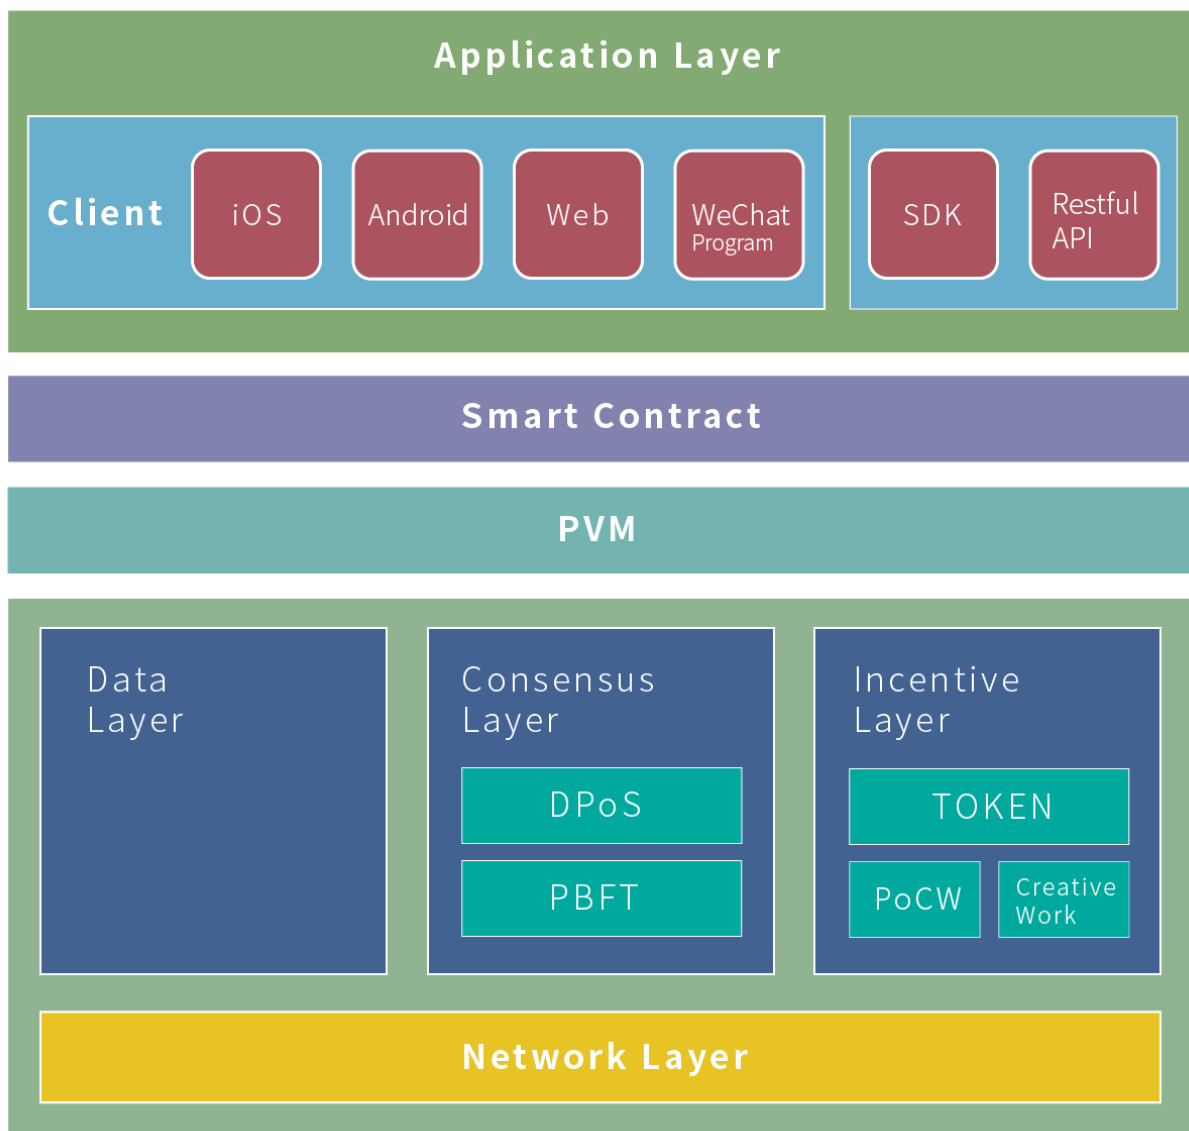 Application Layer
Client
iOS
Android
Web
WeChat
Program
SDK
Restful
API
Smart Contract
PVM
Data
Layer
Consensus
Layer
DPoS
PBFT
Incentive
Layer
TOKEN
PoCW
Creative
Work
Network Layer